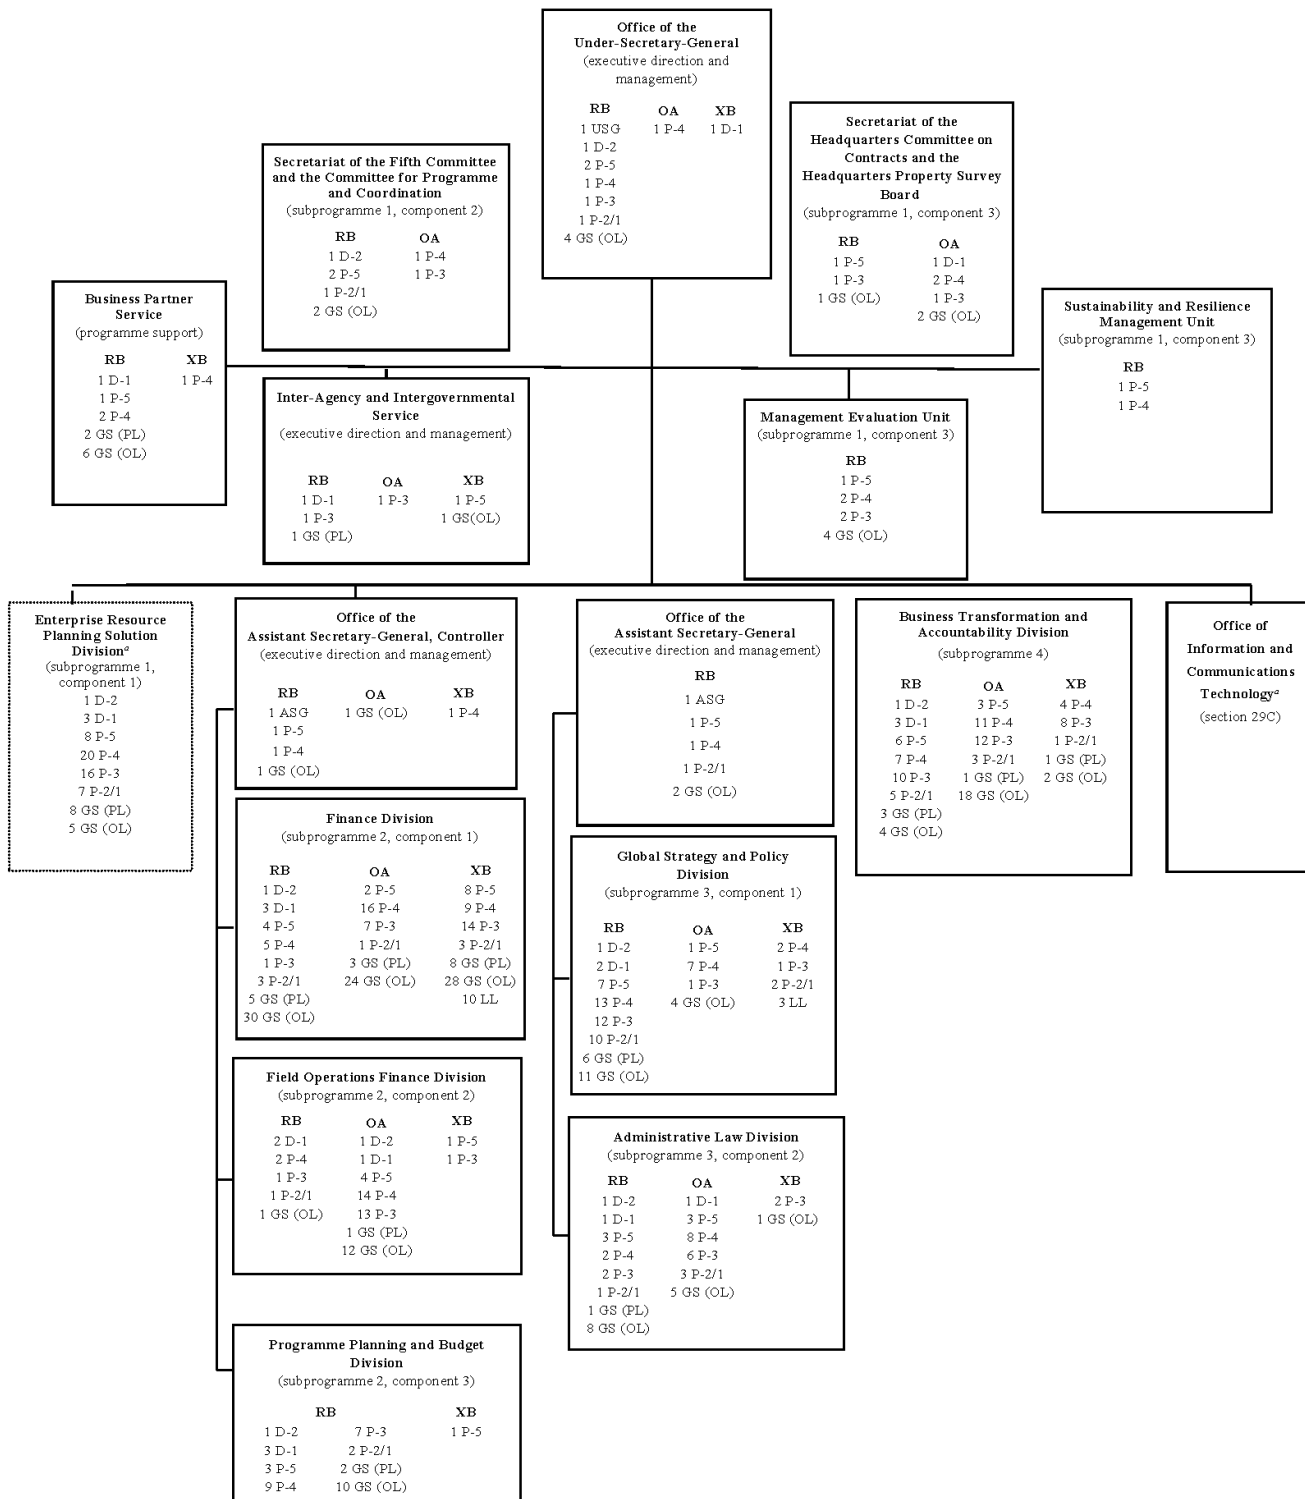 Office of the
Under-Secretary-General
(executive direction and
management)
RB OA XB
1 USG 1 P-4 1 D-1
1 D-2
2 P-5
1 P-4
1 P-3
1 P-2/1
4 GS (OL)
Secretariat of the Fifth Committee
and the Committee for Programme
and Coordination
(subprogramme 1, component 2)
RB OA
1 D-2 1 P-4
2 P-5 1 P-3
1 P-2/1
2 GS (OL)
Secretariat of the
Headquarters Committee on
Contracts and the
Headquarters Property Survey
Board
(subprogramme 1, component 3)
RB OA
1 P-5 1 D-1
1 P-3 2 P-4
1 GS (OL) 1 P-3
2 GS (OL)
Business Partner
Service
(programme support)
RB XB
1 D-1 1 P-4
1 P-5
2 P-4
2 GS (PL)
6 GS (OL)
Sustainability and Resilience
Management Unit
(subprogramme 1, component 3)
RB
1 P-5
1 P-4
Inter-Agency and Intergovernmental
Service
(executive direction and management)
RB OA XB
1 D-1 1 P-3 1 P-5
1 P-3 1 GS(OL)
1 GS (PL)
Management Evaluation Unit
(subprogramme 1, component 3)
RB
1 P-5
2 P-4
2 P-3
4 GS (OL)
Enterprise Resource
Planning Solution
Divisionᵃ
(subprogramme 1,
component 1)
1 D-2
3 D-1
8 P-5
20 P-4
16 P-3
7 P-2/1
8 GS (PL)
5 GS (OL)
Office of the
Assistant Secretary-General, Controller
(executive direction and management)
RB OA XB
1 ASG 1 GS (OL) 1 P-4
1 P-5
1 P-4
1 GS (OL)
Office of the
Assistant Secretary-General
(executive direction and management)
RB
1 ASG
1 P-5
1 P-4
1 P-2/1
2 GS (OL)
Business Transformation and
Accountability Division
(subprogramme 4)
RB OA XB
1 D-2 3 P-5 4 P-4
3 D-1 11 P-4 8 P-3
6 P-5 12 P-3 1 P-2/1
7 P-4 3 P-2/1 1 GS (PL)
10 P-3 1 GS (PL) 2 GS (OL)
5 P-2/1 18 GS (OL)
3 GS (PL)
4 GS (OL)
Office of
Information and
Communications
Technologyᵃ
(section 29C)
Finance Division
(subprogramme 2, component 1)
RB OA XB
1 D-2 2 P-5 8 P-5
3 D-1 16 P-4 9 P-4
4 P-5 7 P-3 14 P-3
5 P-4 1 P-2/1 3 P-2/1
1 P-3 3 GS (PL) 8 GS (PL)
3 P-2/1 24 GS (OL) 28 GS (OL)
5 GS (PL) 10 LL
30 GS (OL)
Global Strategy and Policy
Division
(subprogramme 3, component 1)
RB OA XB
1 D-2 1 P-5 2 P-4
2 D-1 7 P-4 1 P-3
7 P-5 1 P-3 2 P-2/1
13 P-4 4 GS (OL) 3 LL
12 P-3
10 P-2/1
6 GS (PL)
11 GS (OL)
Field Operations Finance Division
(subprogramme 2, component 2)
RB OA XB
2 D-1 1 D-2 1 P-5
2 P-4 1 D-1 1 P-3
1 P-3 4 P-5
1 P-2/1 14 P-4
1 GS (OL) 13 P-3
1 GS (PL)
12 GS (OL)
Administrative Law Division
(subprogramme 3, component 2)
RB OA XB
1 D-2 1 D-1 2 P-3
1 D-1 3 P-5 1 GS (OL)
3 P-5 8 P-4
2 P-4 6 P-3
2 P-3 3 P-2/1
1 P-2/1 5 GS (OL)
1 GS (PL)
8 GS (OL)
Programme Planning and Budget
Division
(subprogramme 2, component 3)
RB XB
1 D-2 7 P-3 1 P-5
3 D-1 2 P-2/1
3 P-5 2 GS (PL)
9 P-4 10 GS (OL)